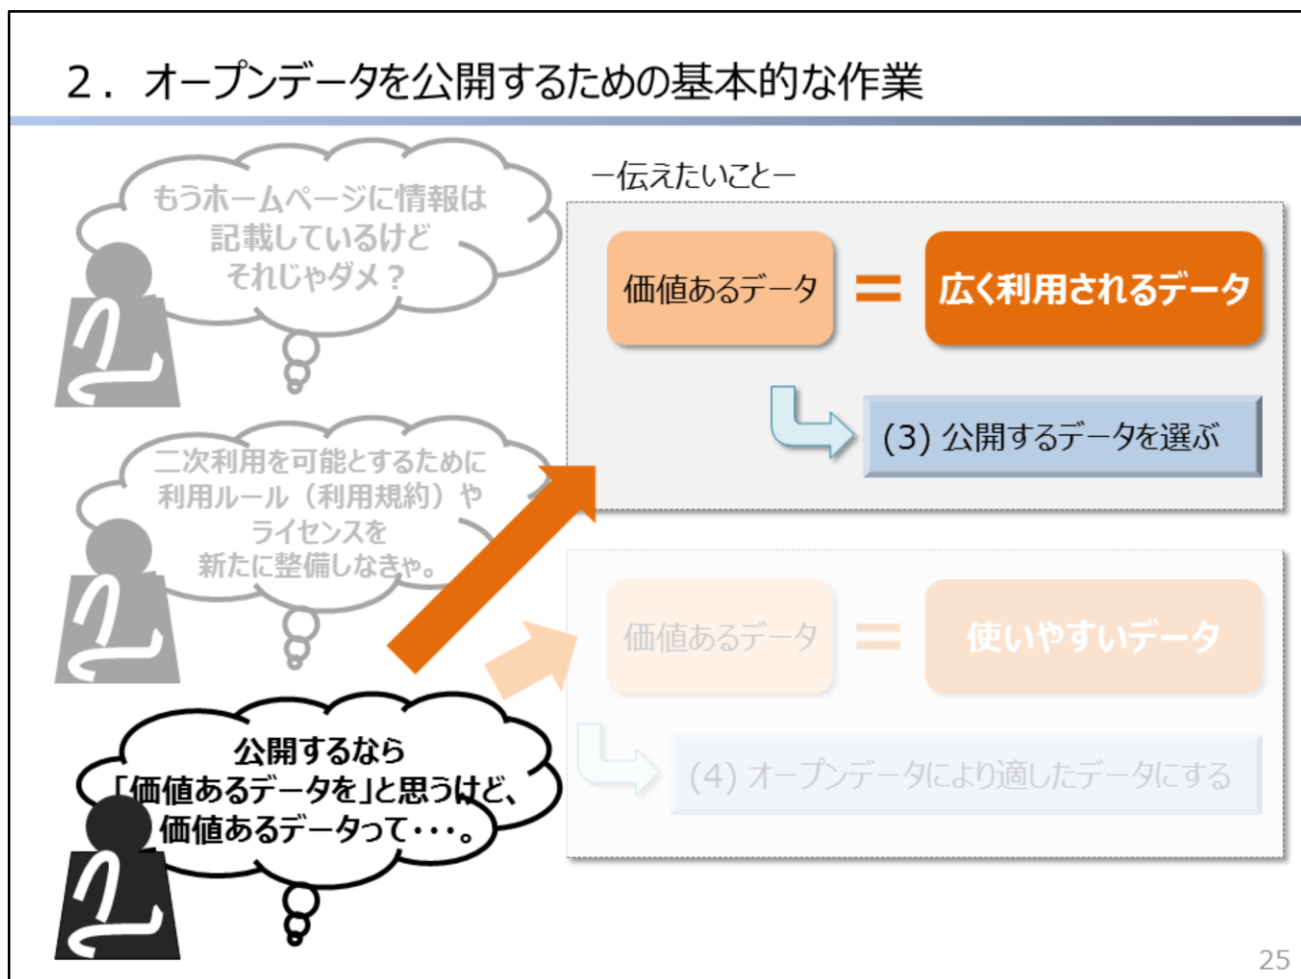 2．オープンデータを公開するための基本的な作業
もうホームページに情報は
記載しているけど
それじゃダメ？
二次利用を可能とするために
利用ルール（利用規約）や
ライセンスを
新たに整備しなきゃ。
公開するなら
「価値あるデータを」と思うけど、
価値あるデータって・・・。
－伝えたいこと－
価値あるデータ = 広く利用されるデータ
(3) 公開するデータを選ぶ
価値あるデータ = 使いやすいデータ
(4) オープンデータにより適したデータにする
25